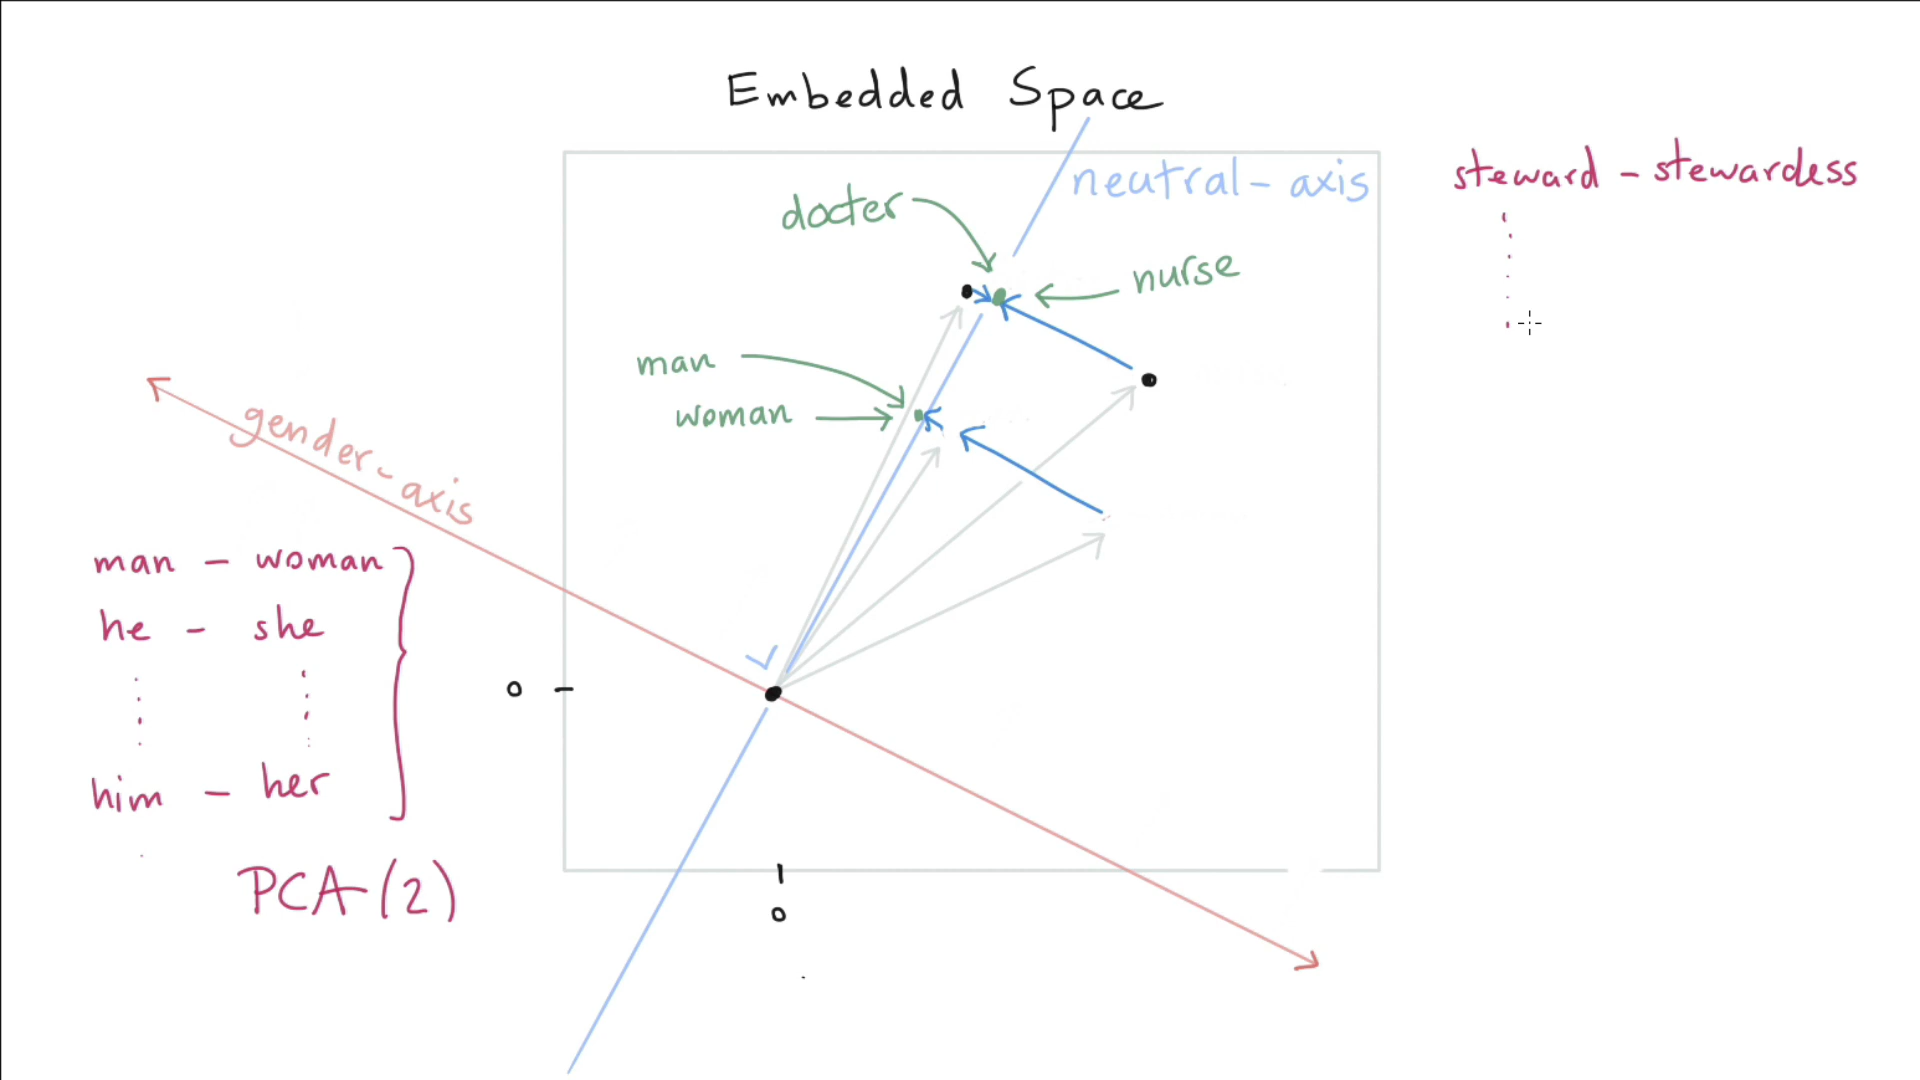 Embedded Space
neutral-axis
steward - stewardess
docter
nurse
man
woman
gender-axis
man - woman
he - she
him - her
PCA(2)
0
0